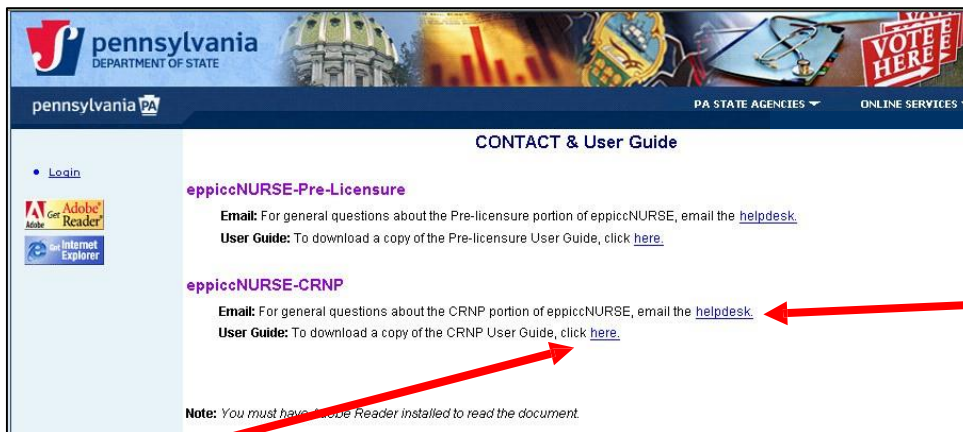 pennsylvania
DEPARTMENT OF STATE
VOTE
VOTE
HERE
pennsylvania PA
PA STATE AGENCIES
ONLINE SERVICES
CONTACT & User Guide
Login
Get Adobe®
Adobe Reader®
Get Internet
Explorer
eppiccNURSE-Pre-Licensure
Email: For general questions about the Pre-licensure portion of eppiccNURSE, email the helpdesk.
User Guide: To download a copy of the Pre-licensure User Guide, click here.
eppiccNURSE-CRNP
Email: For general questions about the CRNP portion of eppiccNURSE, email the helpdesk.
User Guide: To download a copy of the CRNP User Guide, click here.
Note: You must have Adobe Reader installed to read the document.